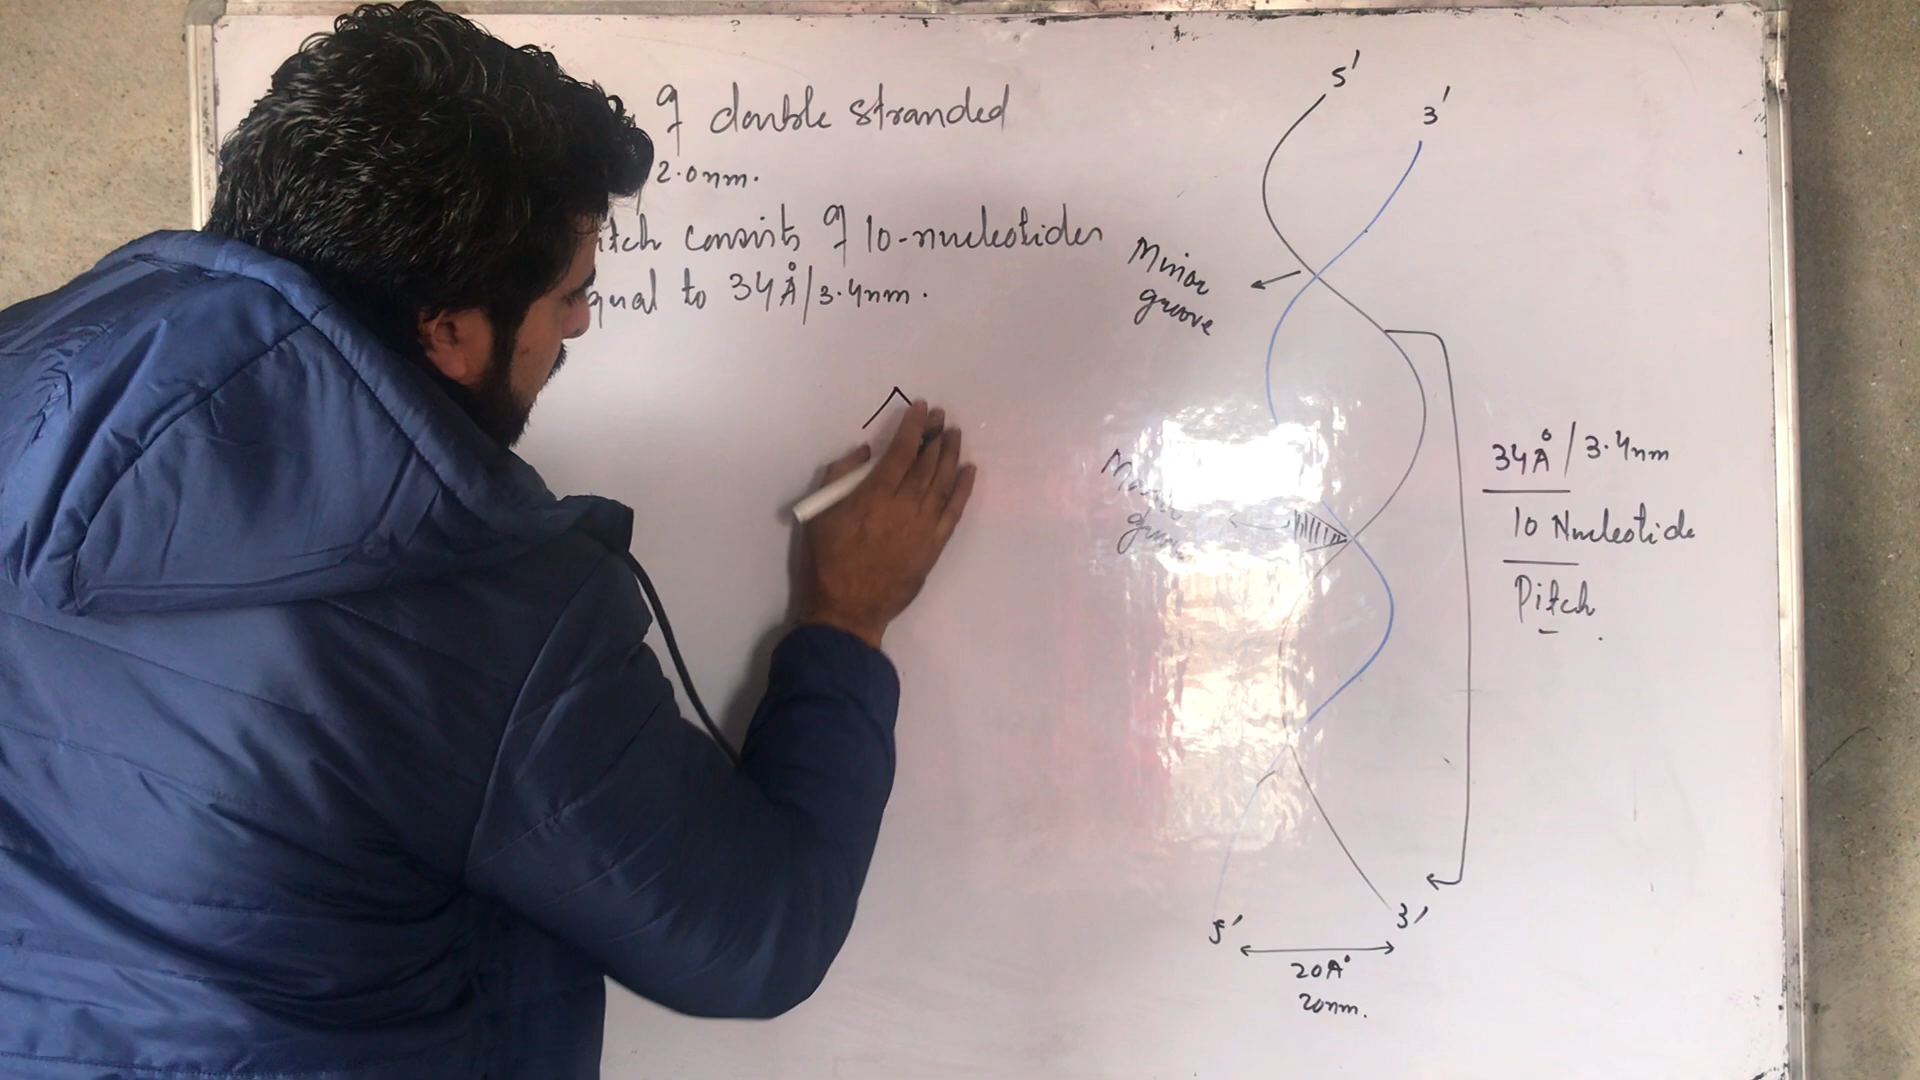 of double stranded
2.0nm.
itch consists of 10-nucleotides
qual to 34Å/3.4nm.
5'
3'
Minor
groove
34Å/3.4nm
10 Nucleotide
Pitch
5'
3'
20A°
20nm.